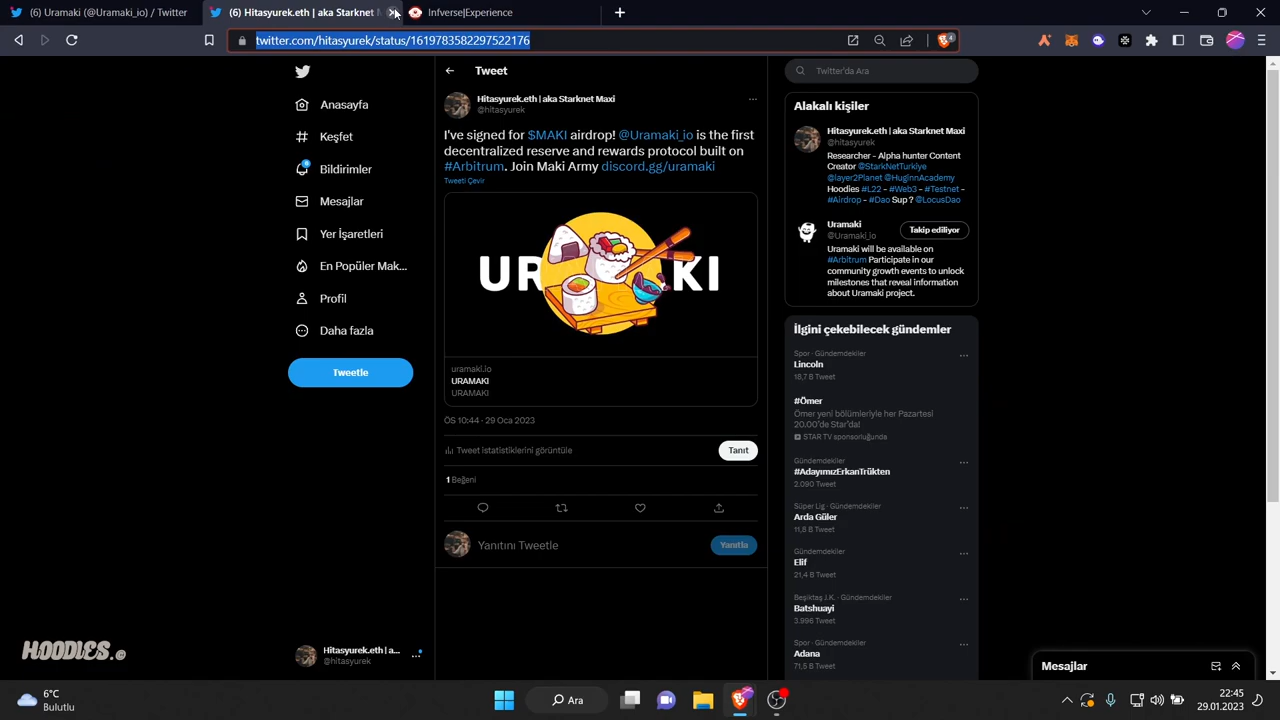 (6) Uramaki (@Uramaki_io) / Twitter
(6) Hitasyurek.eth | aka Starknet M
Infverse|Experience
twitter.com/hitasyurek/status/1619783582297522176
4
Anasayfa
Keşfet
Bildirimler
Mesajlar
Yer İşaretleri
En Popüler Mak...
Profil
Daha fazla
Tweetle
Hitasyurek.eth | aka S...
@hitasyurek
HOODIES.
Tweet
Hitasyurek.eth | aka Starknet Maxi
@hitasyurek
I've signed for $MAKI airdrop! @Uramaki_io is the first
decentralized reserve and rewards protocol built on
#Arbitrum. Join Maki Army discord.gg/uramaki
Tweeti Çevir
URAMAKI
uramaki.io
URAMAKI
URAMAKI
ÖS 10:44 · 29 Oca 2023
Tweet istatistiklerini görüntüle
Tanıt
1 Beğeni
Yanıtını Tweetle
Yanıtla
Twitter'da Ara
Alakalı kişiler
Hitasyurek.eth | aka Starknet Maxi
@hitasyurek
Researcher - Alpha hunter Content
Creator @StarkNetTurkiye
@layer2Planet @HuginnAcademy
Hoodies #L22 - #Web3 - #Testnet -
#Airdrop - #Dao Sup ? @LocusDao
Uramaki
@Uramaki_io
Takip ediliyor
Uramaki will be available on
#Arbitrum Participate in our
community growth events to unlock
milestones that reveal information
about Uramaki project.
İlgini çekebilecek gündemler
Spor · Gündemdekiler
Lincoln
18,7 B Tweet
#Ömer
Ömer yeni bölümleriyle her Pazartesi
20.00'de Star'da!
STAR TV sponsorluğunda
Gündemdekiler
#AdayımızErkanTrükten
2.090 Tweet
Süper Lig · Gündemdekiler
Arda Güler
11,8 B Tweet
Gündemdekiler
Elif
21,4 B Tweet
Beşiktaş J.K. · Gündemdekiler
Batshuayi
3.996 Tweet
Spor · Gündemdekiler
Adana
71,5 B Tweet
Mesajlar
6°C
Bulutlu
Ara
22:45
29.01.2023